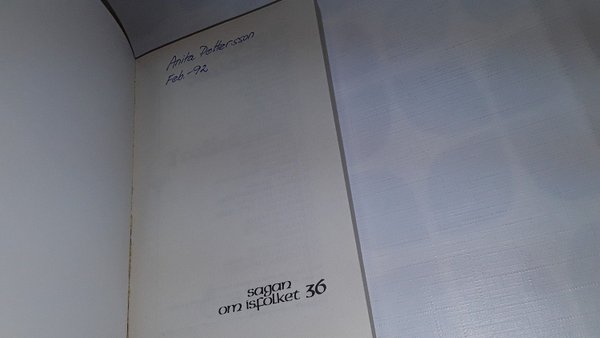 Anita Pettersson
Feb.-92
sagan
om isfolket 36